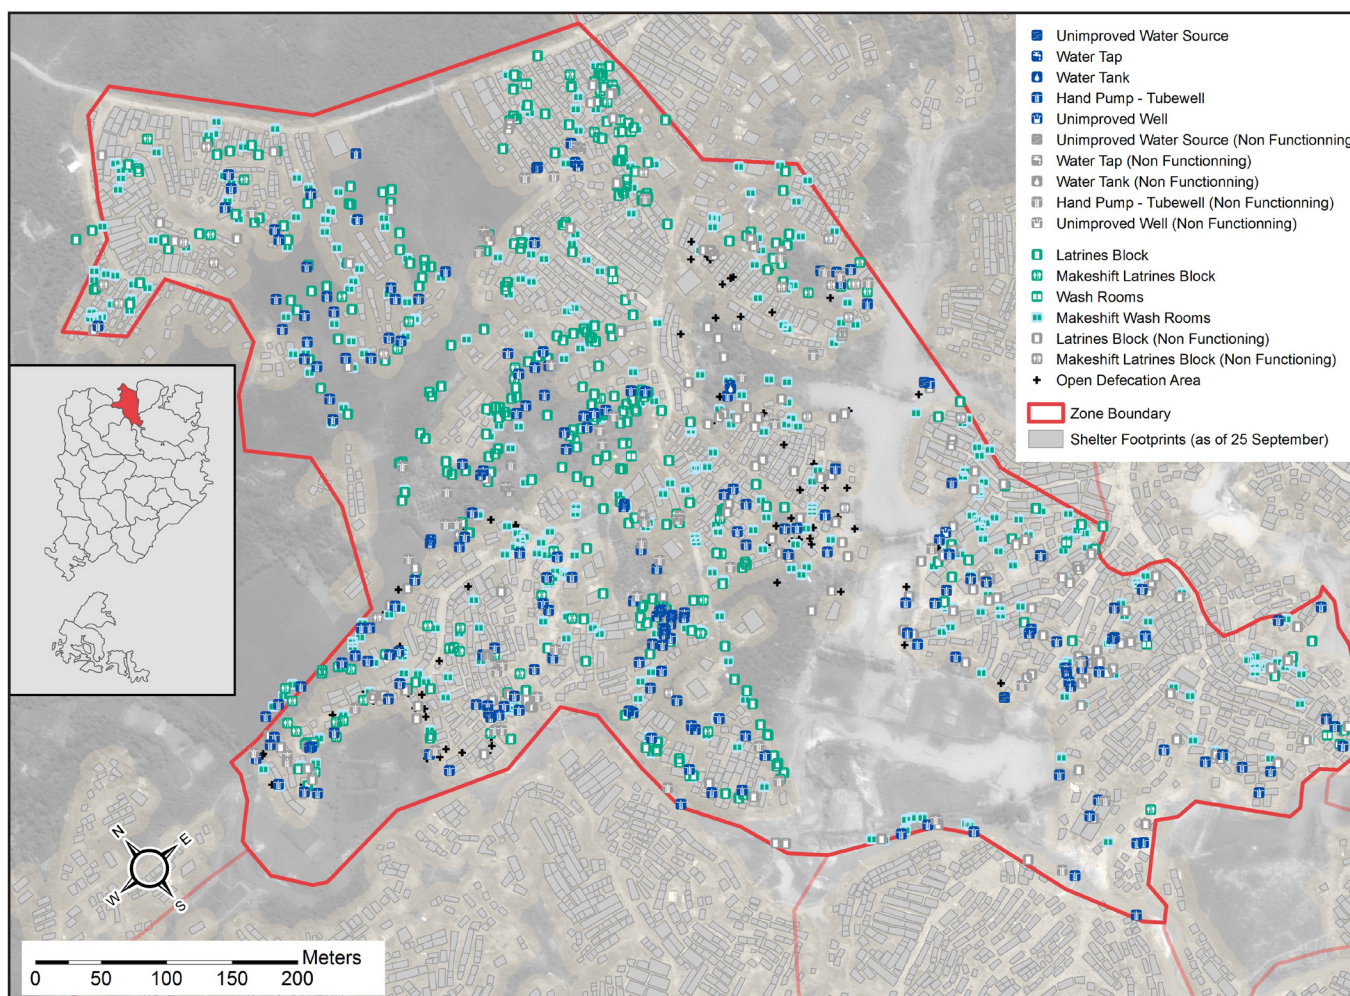 Unimproved Water Source
Water Tap
Water Tank
Hand Pump - Tubewell
Unimproved Well
Unimproved Water Source (Non Functionning
Water Tap (Non Functionning)
Water Tank (Non Functionning)
Hand Pump - Tubewell (Non Functionning)
Unimproved Well (Non Functionning)
Latrines Block
Makeshift Latrines Block
Wash Rooms
Makeshift Wash Rooms
Latrines Block (Non Functioning)
Makeshift Latrines Block (Non Functioning)
Open Defecation Area
Zone Boundary
Shelter Footprints (as of 25 September)
N
E
W
S
Meters
0 50 100 150 200